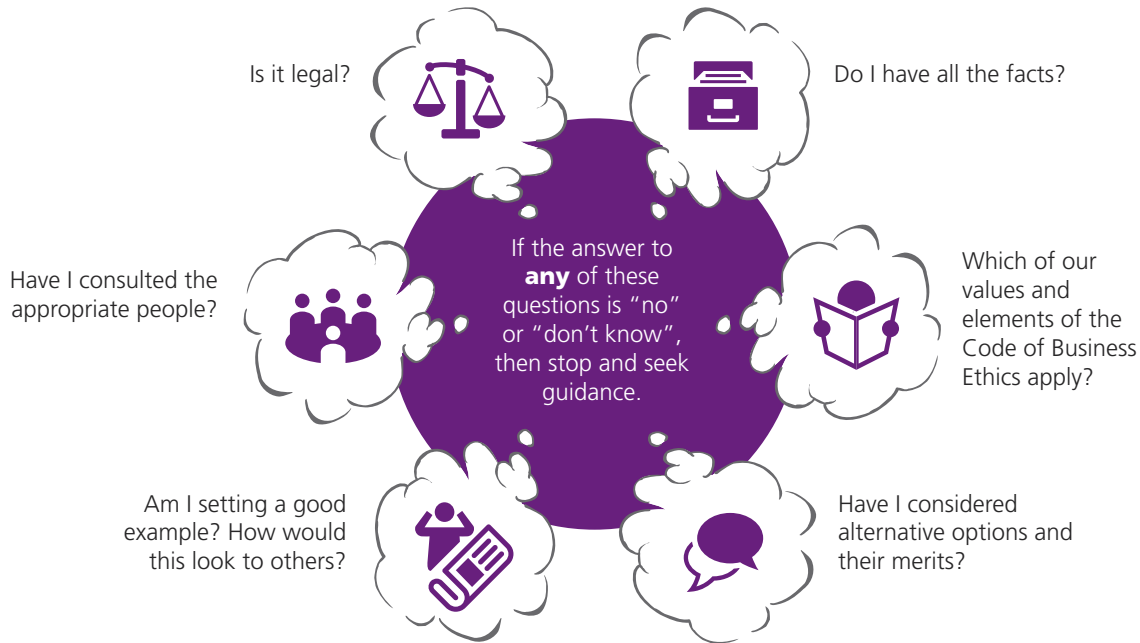 Is it legal?
Do I have all the facts?
Have I consulted the
appropriate people?
If the answer to
any of these
questions is “no”
or “don’t know”,
then stop and seek
guidance.
Which of our
values and
elements of the
Code of Business
Ethics apply?
Am I setting a good
example? How would
this look to others?
Have I considered
alternative options and
their merits?